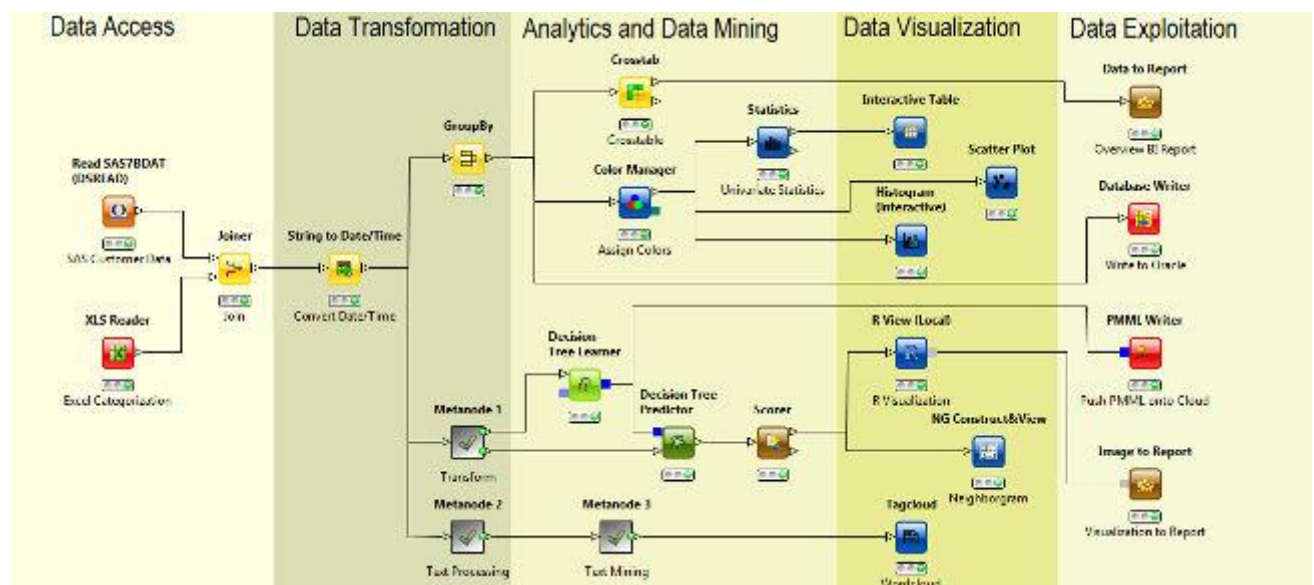 Data Access
Data Transformation
Analytics and Data Mining
Data Visualization
Data Exploitation
Crosstab
Crosstable
Data to Report
Overview BI Report
Statistics
Univariate Statistics
Interactive Table
Scatter Plot
GroupBy
Color Manager
Assign Colors
Histogram
(Interactive)
Database Writer
Write to Oracle
Read SAS7BDAT
(DSREAD)
SAS Customer Data
Joiner
Join
String to Date/Time
Convert Date/Time
XLS Reader
Excel Categorization
Decision
Tree Learner
Decision Tree
Predictor
Scorer
R View (Local)
R Visualization
PMML Writer
Push PMML onto Cloud
Metanode 1
Transform
NG Construct&View
Neighborgram
Image to Report
Visualization to Report
Metanode 2
Text Processing
Metanode 3
Text Mining
Tagcloud
Wordcloud